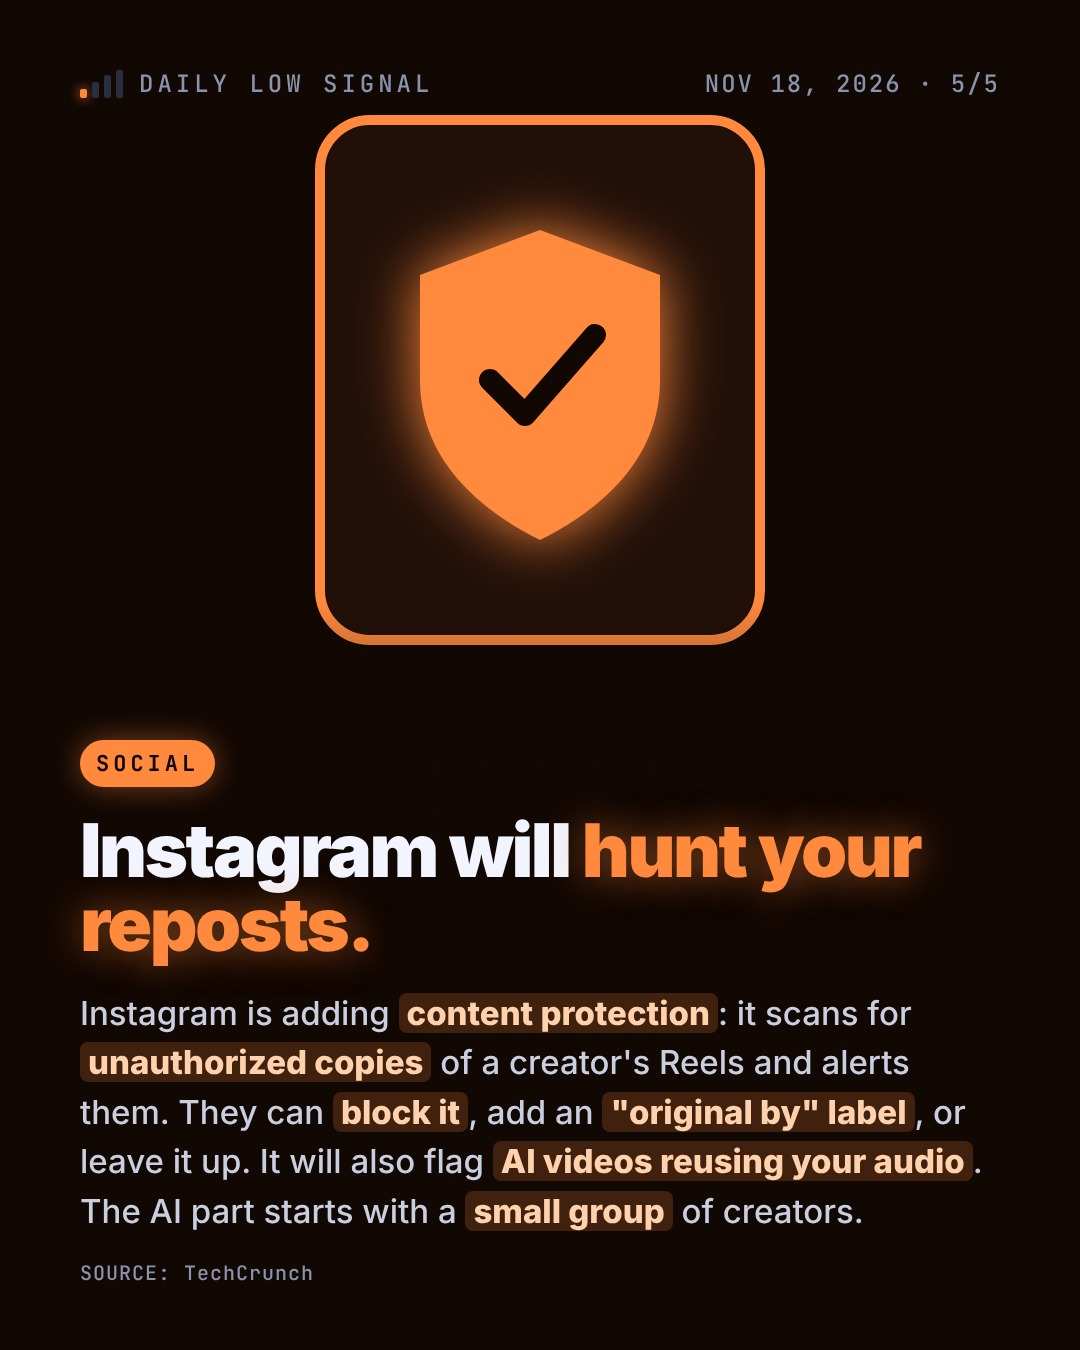 DAILY LOW SIGNAL
NOV 18, 2026 · 5/5
SOCIAL
Instagram will hunt your
reposts.
Instagram is adding content protection: it scans for
unauthorized copies of a creator's Reels and alerts
them. They can block it, add an "original by" label, or
leave it up. It will also flag AI videos reusing your audio.
The AI part starts with a small group of creators.
SOURCE: TechCrunch